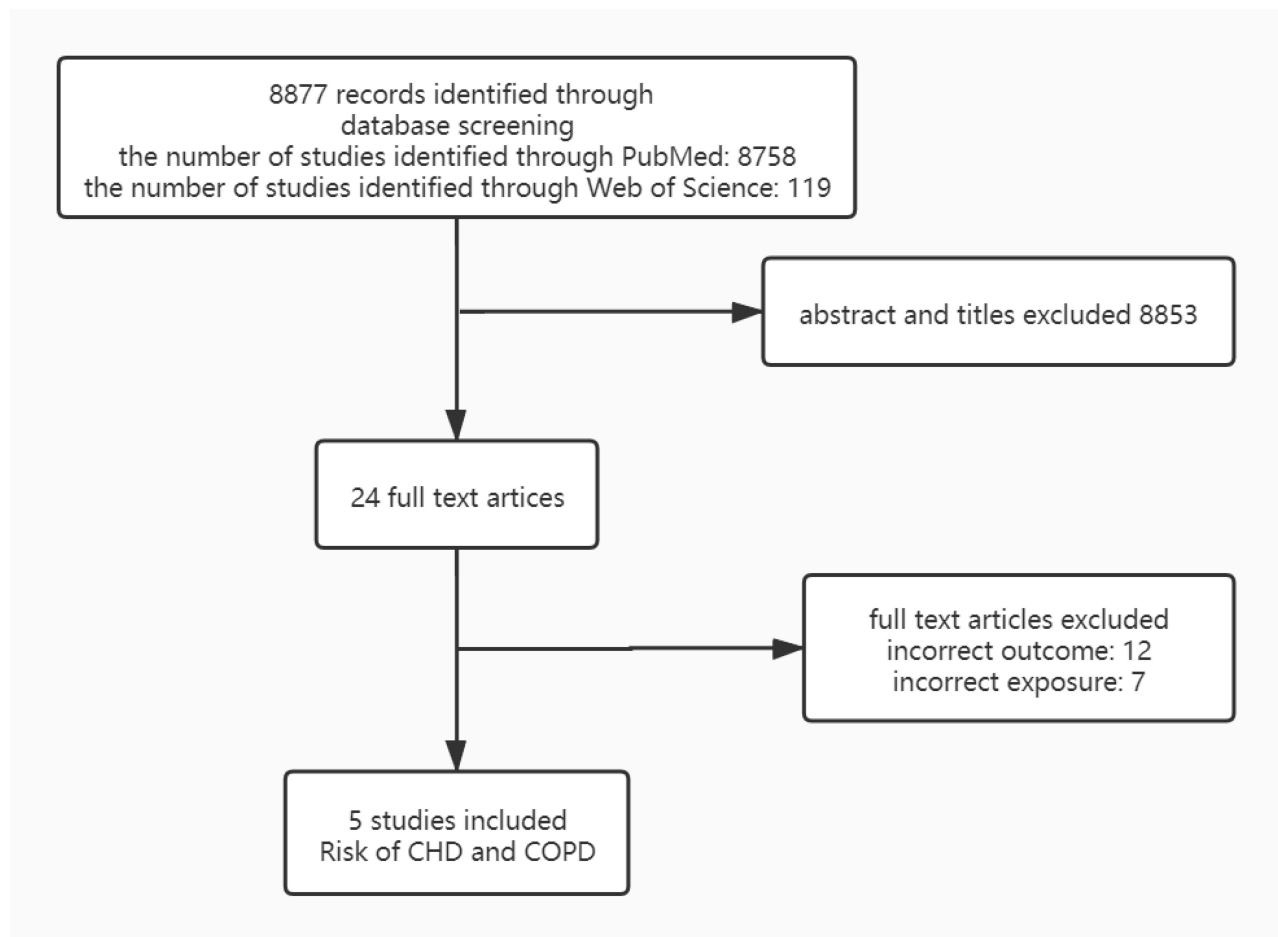 8877 records identified through
database screening
the number of studies identified through PubMed: 8758
the number of studies identified through Web of Science: 119
abstract and titles excluded 8853
24 full text artices
full text articles excluded
incorrect outcome: 12
incorrect exposure: 7
5 studies included
Risk of CHD and COPD